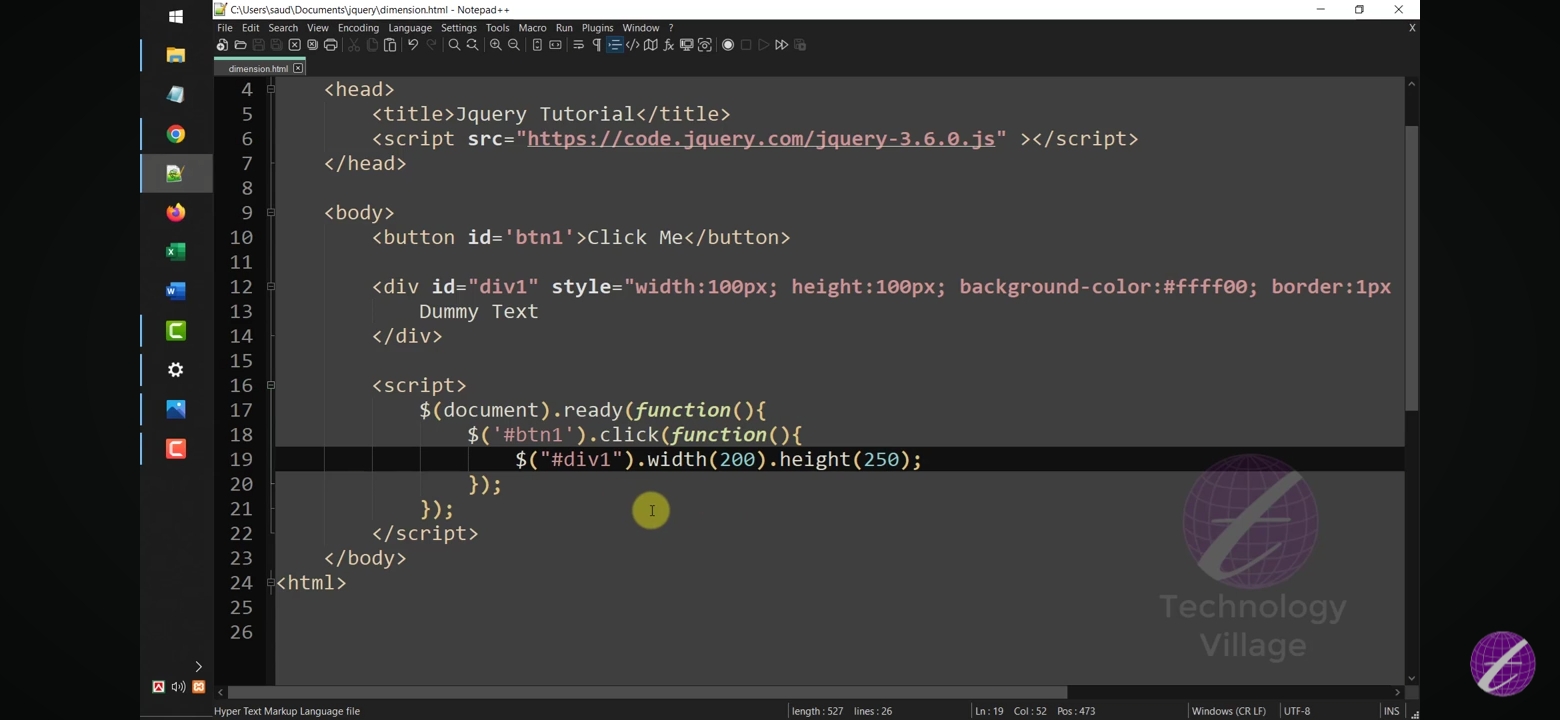 C:\Users\saud\Documents\jquery\dimension.html - Notepad++
File Edit Search View Encoding Language Settings Tools Macro Run Plugins Window ? X
dimension.html
4 <head>
5 <title>Jquery Tutorial</title>
6 <script src="https://code.jquery.com/jquery-3.6.0.js" ></script>
7 </head>
8
9 <body>
10 <button id='btn1'>Click Me</button>
11
12 <div id="div1" style="width:100px; height:100px; background-color:#ffff00; border:1px
13 Dummy Text
14 </div>
15
16 <script>
17 $(document).ready(function(){
18 $('#btn1').click(function(){
19 $("#div1").width(200).height(250);
20 });
21 });
22 </script>
23 </body>
24 <html>
25
26
Technology
Village
Hyper Text Markup Language file length : 527 lines : 26 Ln : 19 Col : 52 Pos : 473 Windows (CR LF) UTF-8 INS